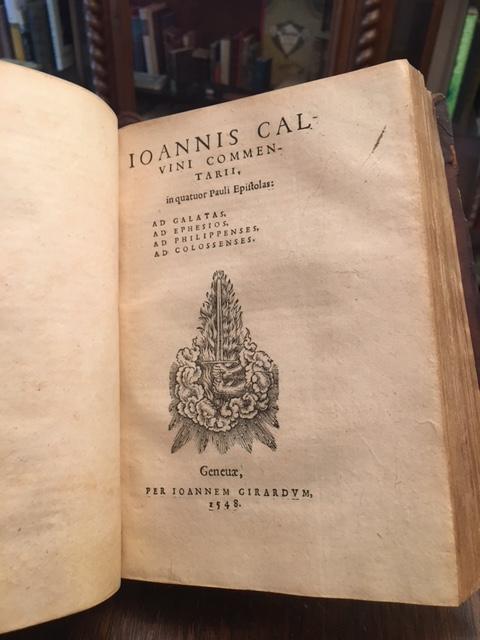 IOANNIS CAL-
VINI COMMEN-
TARII,
in quatuor Pauli Epiſtolas:
AD GALATAS,
AD EPHESIOS,
AD PHILIPPENSES,
AD COLOSSENSES.
Geneuæ,
PER IOANNEM GIRARDVM,
1548.